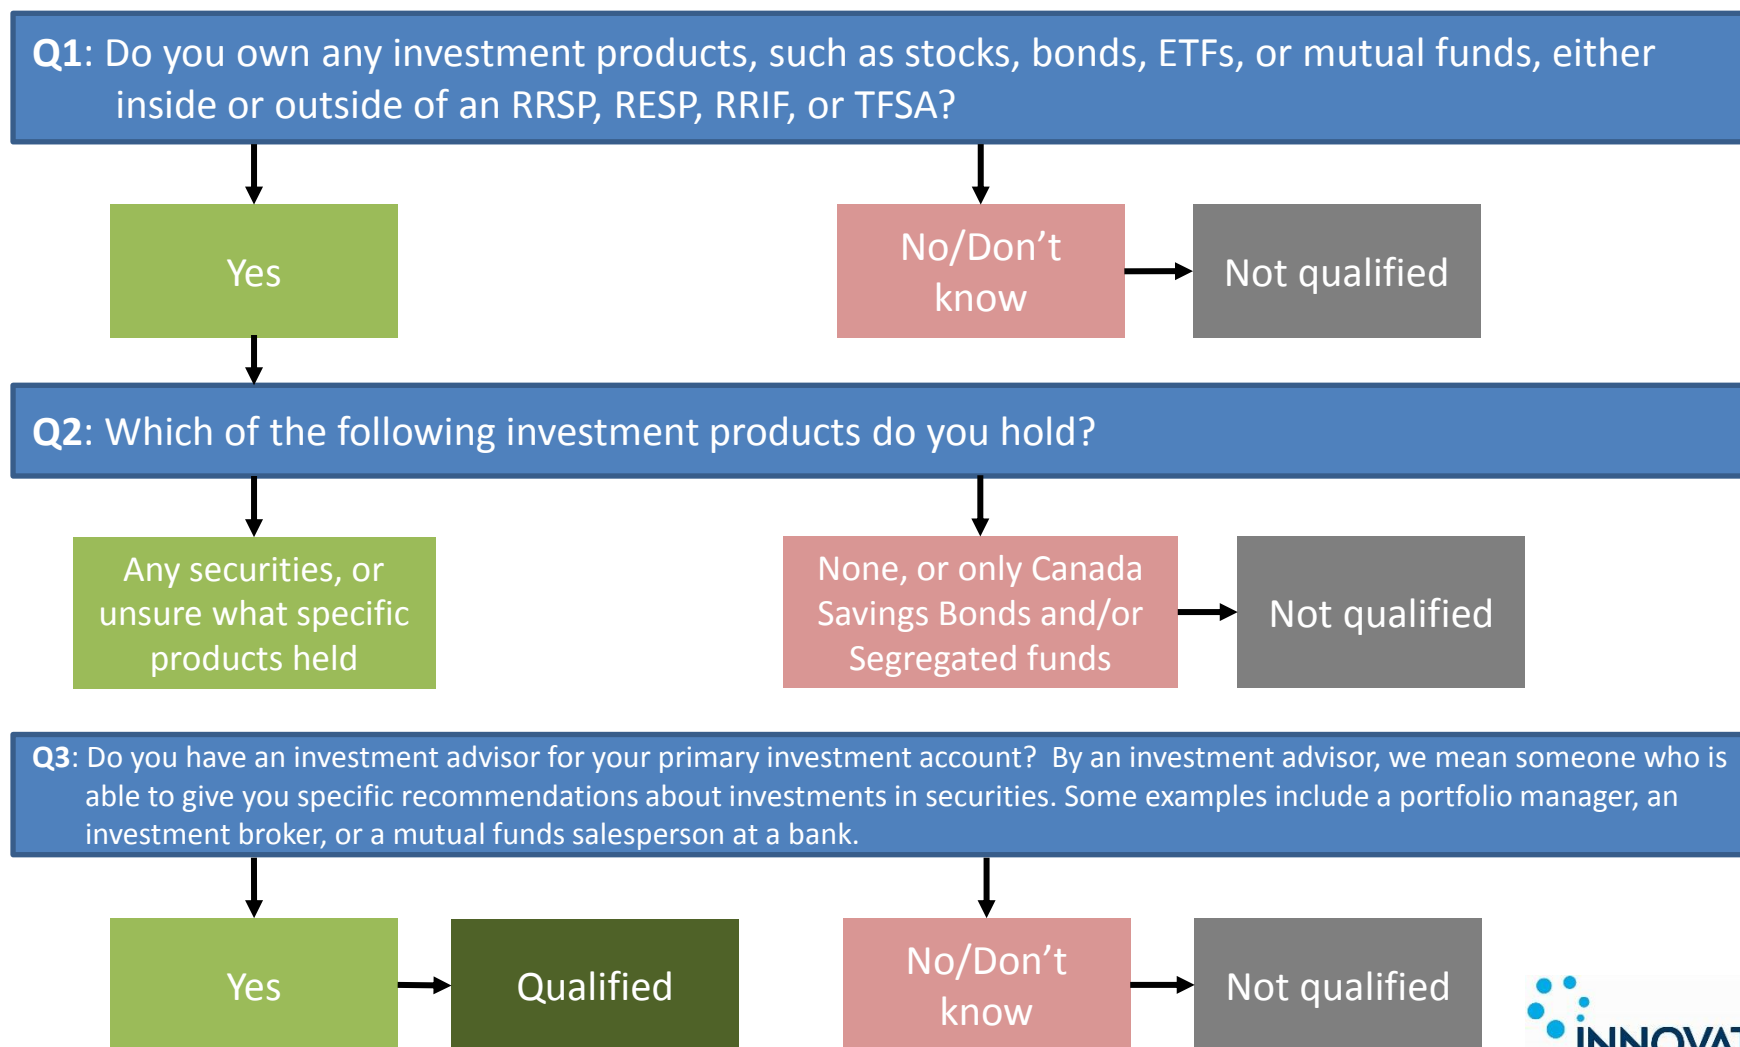 Q1: Do you own any investment products, such as stocks, bonds, ETFs, or mutual funds, either
inside or outside of an RRSP, RESP, RRIF, or TFSA?
Yes
No/Don’t
know
Not qualified
Q2: Which of the following investment products do you hold?
Any securities, or
unsure what specific
products held
None, or only Canada
Savings Bonds and/or
Segregated funds
Not qualified
Q3: Do you have an investment advisor for your primary investment account?  By an investment advisor, we mean someone who is
able to give you specific recommendations about investments in securities. Some examples include a portfolio manager, an
investment broker, or a mutual funds salesperson at a bank.
Yes
Qualified
No/Don’t
know
Not qualified